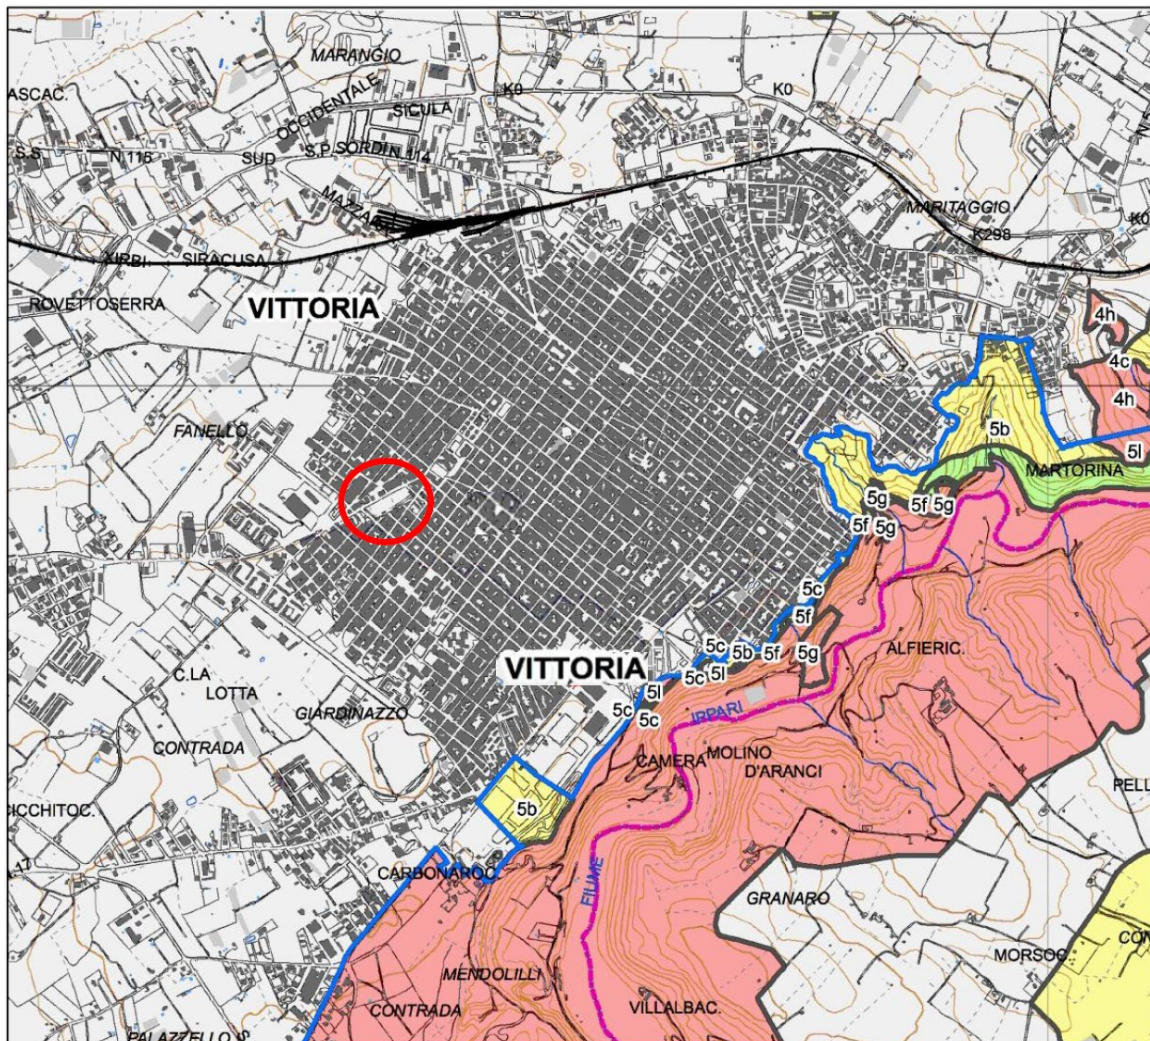 MARANGIO
ASCAC.
OCCIDENTALE
SICULA
K0
K0
S.S.
N.115
SUD
S.P.SORDIN.114
MAZZA
MARITAGGIO
K298
K0
SIRACUSA
ROVETTOSERRA
VITTORIA
4h
4c
4h
FANELLO
5b
5l
MARTORINA
5g
5f
5g
5f
5g
5c
5f
5c
5b
5f
5g
ALFIERIC.
VITTORIA
5c
5l
C.LA
LOTTA
5l
GIARDINAZZO
5c
5c
IRPARI
CONTRADA
CAMERA
MOLINO
D'ARANCI
PELL
CICCHITOC.
5b
CARBONAROC.
FIUME
GRANARO
MORSOC.
CON
MENDOLILLI
CONTRADA
VILLALBAC.
PALAZZELLO S.